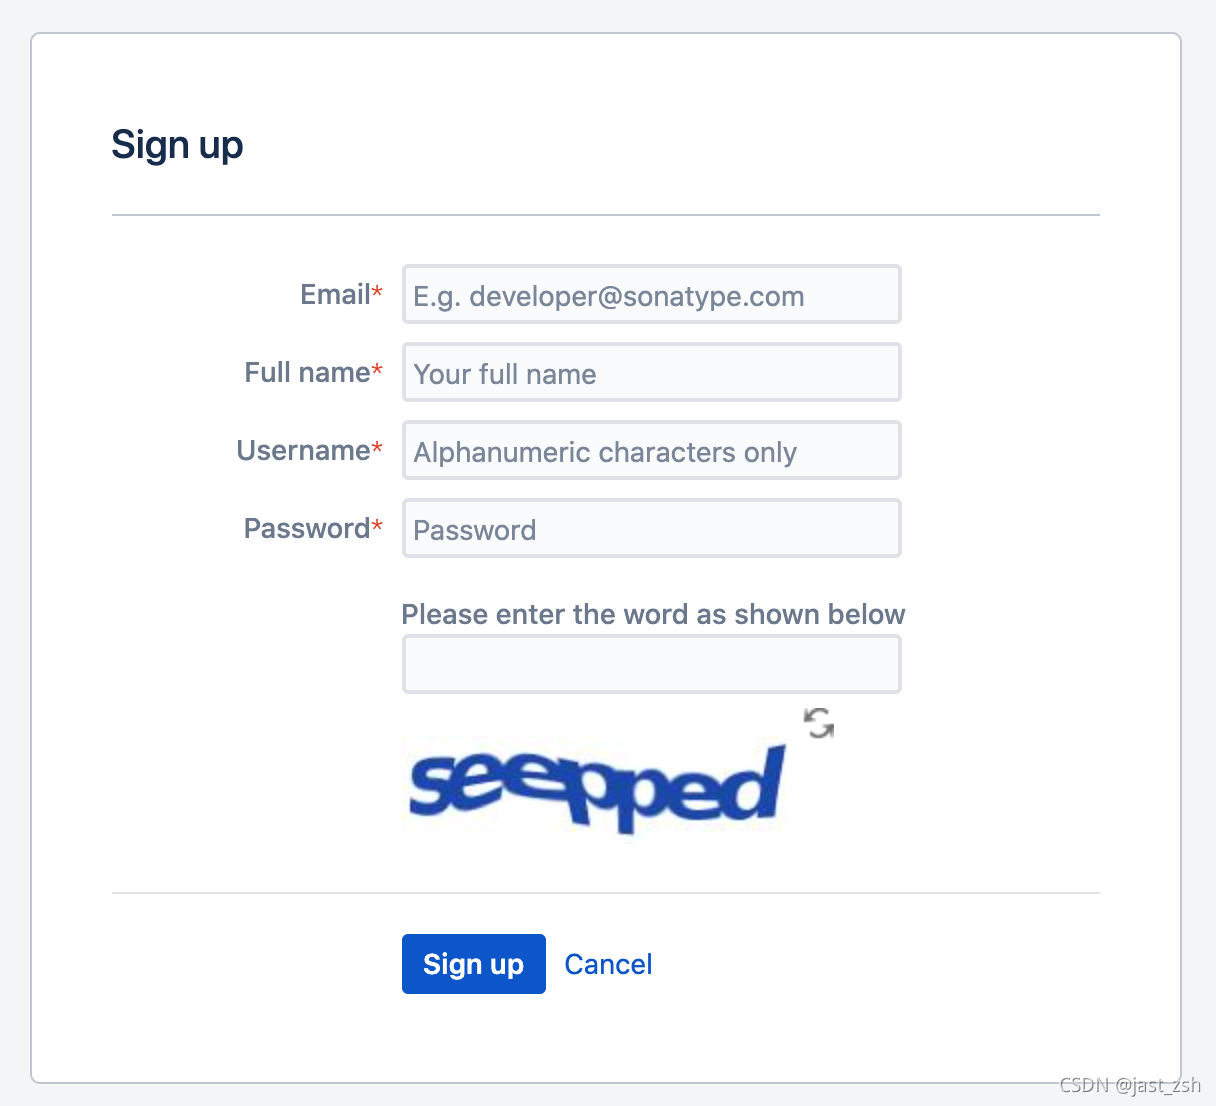 Sign up
Email* E.g. developer@sonatype.com
Full name* Your full name
Username* Alphanumeric characters only
Password* Password
Please enter the word as shown below
seepped
Sign up Cancel
CSDN @jast_zsh